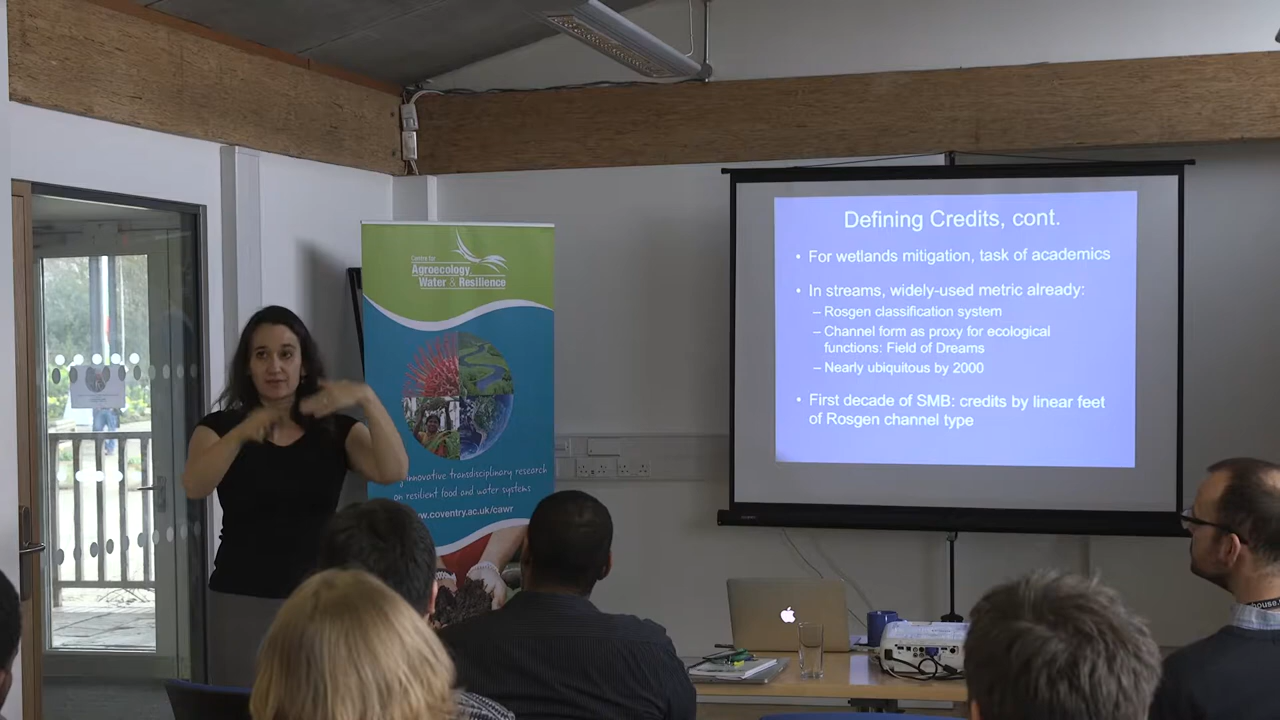 Centre for
Agroecology
Water & Resilience
innovative transdisciplinary research
on resilient food and water systems
www.coventry.ac.uk/cawr
Defining Credits, cont.
• For wetlands mitigation, task of academics
• In streams, widely-used metric already:
– Rosgen classification system
– Channel form as proxy for ecological
functions: Field of Dreams
– Nearly ubiquitous by 2000
• First decade of SMB: credits by linear feet
of Rosgen channel type